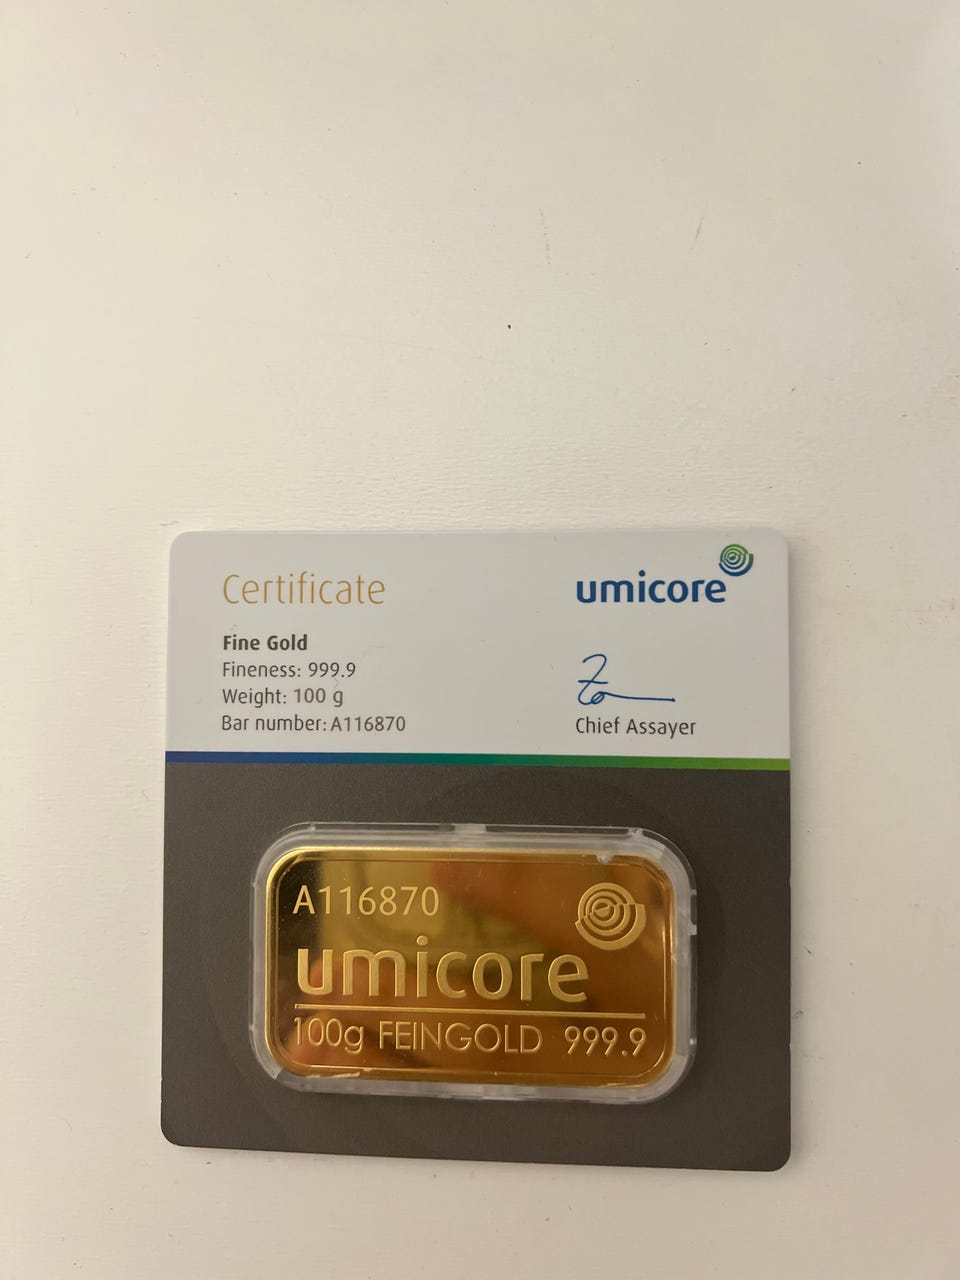 Certificate
umicore
Fine Gold
Fineness: 999.9
Weight: 100 g
Bar number: A116870
Chief Assayer
A116870
umicore
100g FEINGOLD 999.9